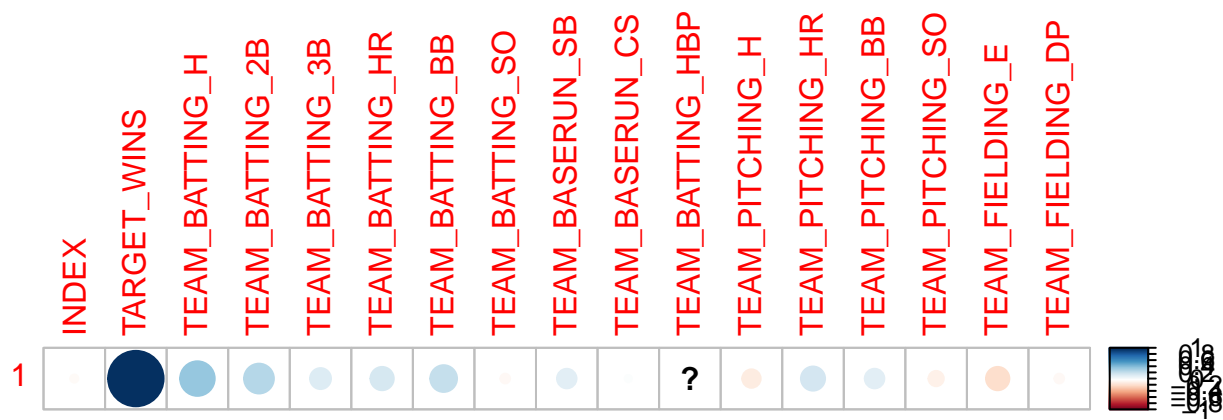 INDEX
TARGET_WINS
TEAM_BATTING_H
TEAM_BATTING_2B
TEAM_BATTING_3B
TEAM_BATTING_HR
TEAM_BATTING_BB
TEAM_BATTING_SO
TEAM_BASERUN_SB
TEAM_BASERUN_CS
TEAM_BATTING_HBP
TEAM_PITCHING_H
TEAM_PITCHING_HR
TEAM_PITCHING_BB
TEAM_PITCHING_SO
TEAM_FIELDING_E
TEAM_FIELDING_DP
1
?